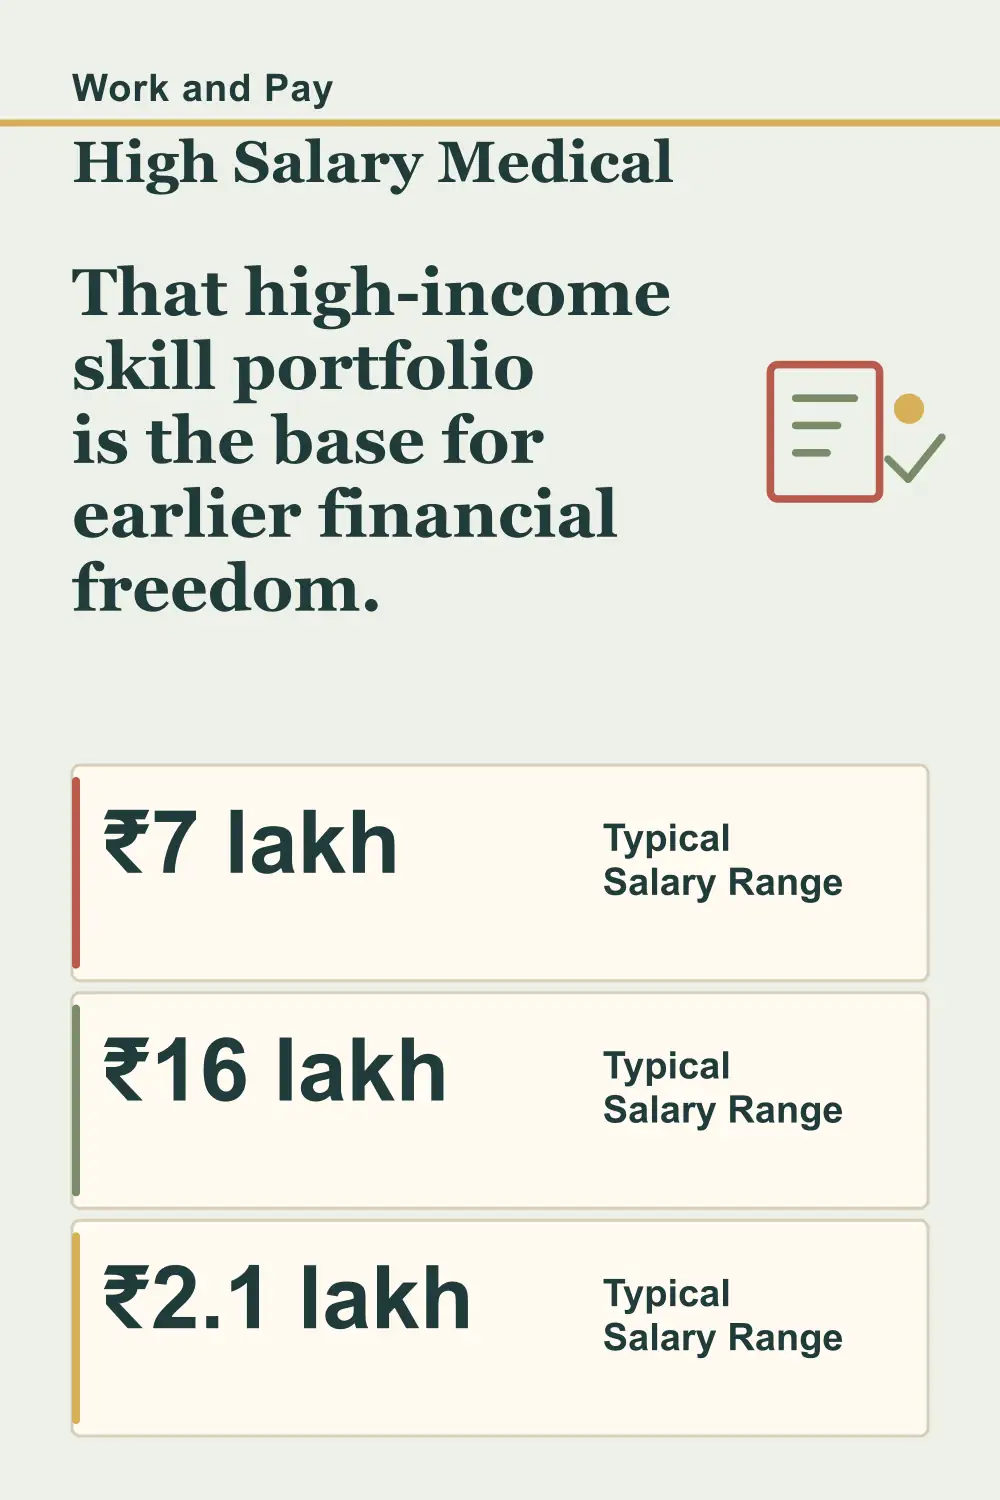 Work and Pay
High Salary Medical
That high-income
skill portfolio
is the base for
earlier financial
freedom.
₹7 lakh
Typical
Salary Range
₹16 lakh
Typical
Salary Range
₹2.1 lakh
Typical
Salary Range